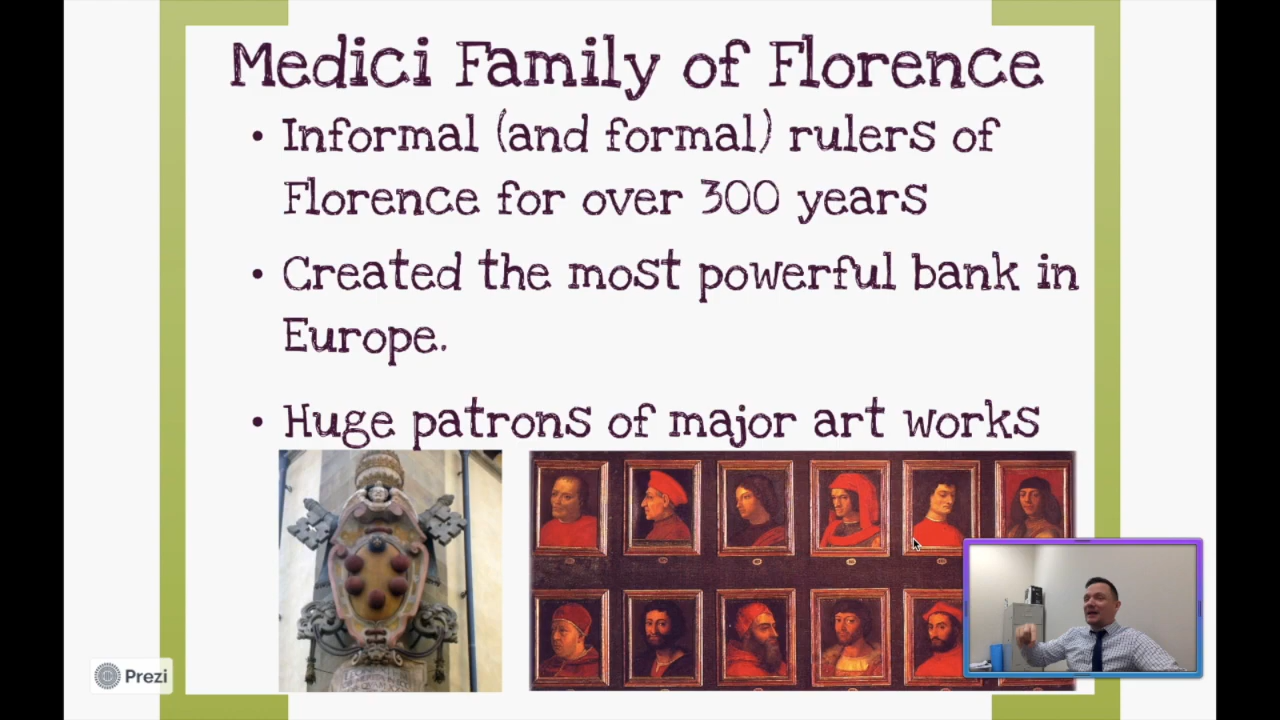 Medici Family of Florence
• Informal (and formal) rulers of
Florence for over 300 years
• Created the most powerful bank in
Europe.
• Huge patrons of major art works
Prezi